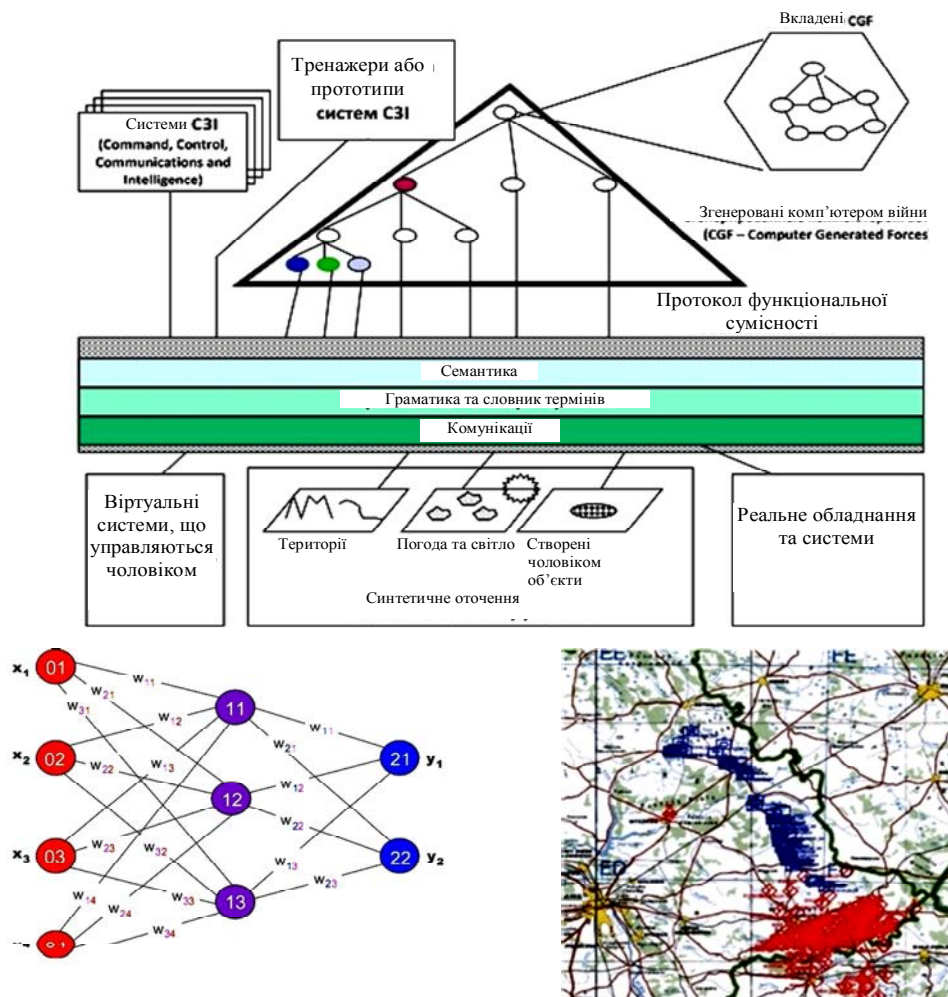 Вкладені CGF
Тренажери або
прототипи
систем C3I
Системи C3I
(Command, Control,
Communications and
Intelligence)
Згенеровані комп’ютером війни
(CGF – Computer Generated Forces
Протокол функціональної
сумісності
Семантика
Граматика та словник термінів
Комунікації
Віртуальні
системи, що
управляються
чоловіком
Території
Погода та світло
Створені
чоловіком
об’єкти
Синтетичне оточення
Реальне обладнання
та системи
x1 01
w11
w21
w31
11
w11
w12
w21
x2 02
21 y1
w22
w13
w12
12
w22
x3 03
w23
w32
w13
22 y2
w14
w24
w33
w23
13
w34